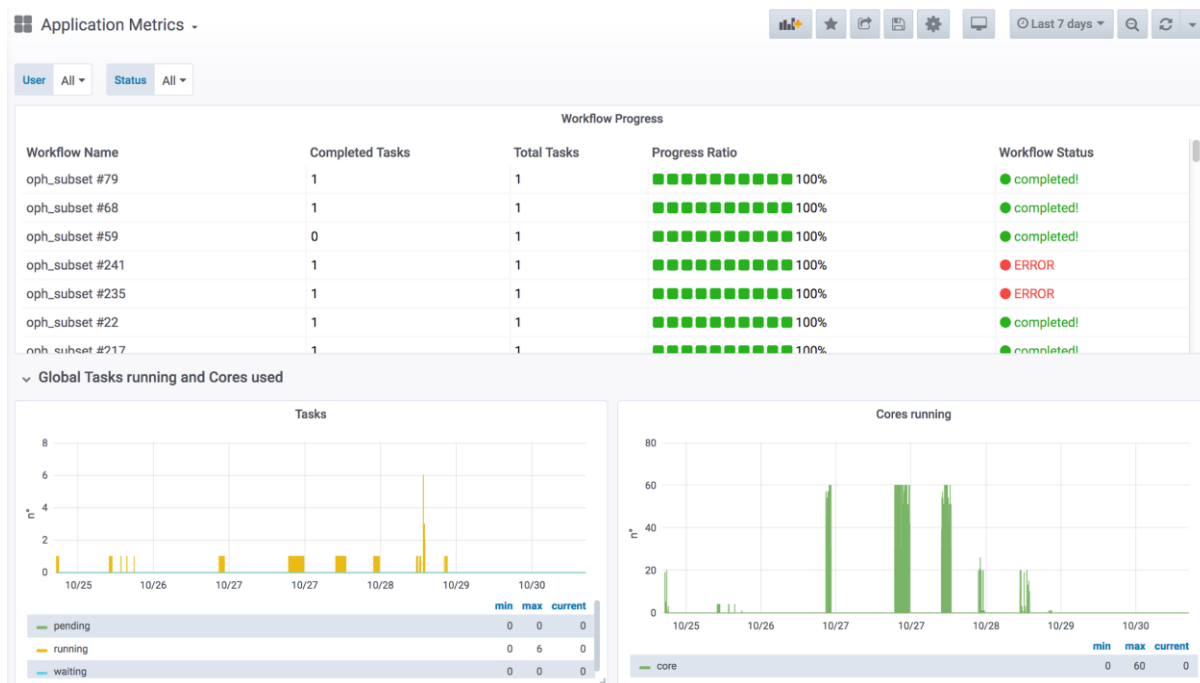 Application Metrics
Last 7 days
User All Status All
Workflow Progress
Workflow Name Completed Tasks Total Tasks Progress Ratio Workflow Status
oph_subset #79 1 1 100% completed!
oph_subset #68 1 1 100% completed!
oph_subset #59 0 1 100% completed!
oph_subset #241 1 1 100% ERROR
oph_subset #235 1 1 100% ERROR
oph_subset #22 1 1 100% completed!
oph_subset #217 1 1 100% completed!
Global Tasks running and Cores used
Tasks
8
6
4
2
0
n°
10/25 10/26 10/27 10/27 10/28 10/29 10/30
min max current
pending 0 0 0
running 0 6 0
waiting 0 0 0
Cores running
80
60
40
20
0
n°
10/25 10/26 10/27 10/27 10/28 10/29 10/30
min max current
core 0 60 0